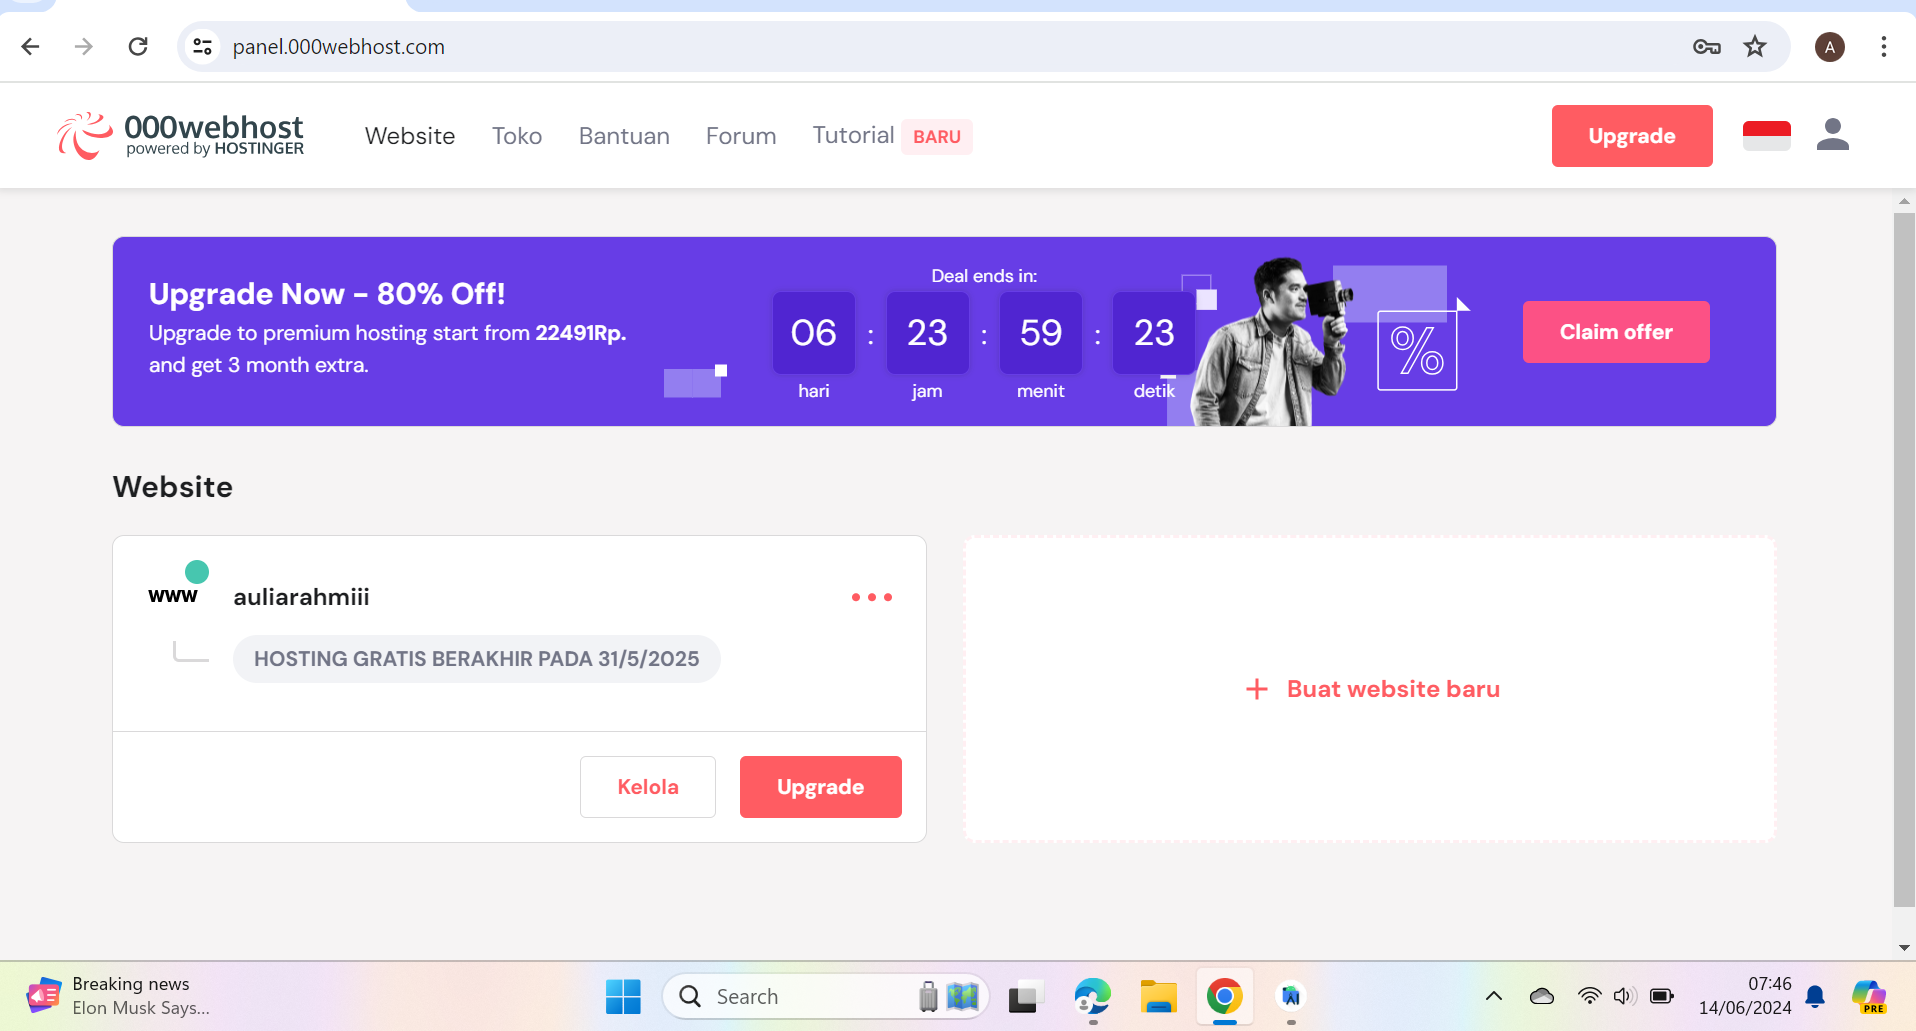 panel.000webhost.com
A
000webhost
powered by HOSTINGER
Website
Toko
Bantuan
Forum
Tutorial
BARU
Upgrade
Upgrade Now - 80% Off!
Upgrade to premium hosting start from 22491Rp.
and get 3 month extra.
Deal ends in:
06 : 23 : 59 : 23
hari jam menit detik
%
Claim offer
Website
www
auliarahmiii
HOSTING GRATIS BERAKHIR PADA 31/5/2025
Kelola
Upgrade
+ Buat website baru
Breaking news
Elon Musk Says...
Search
07:46
14/06/2024
PRE